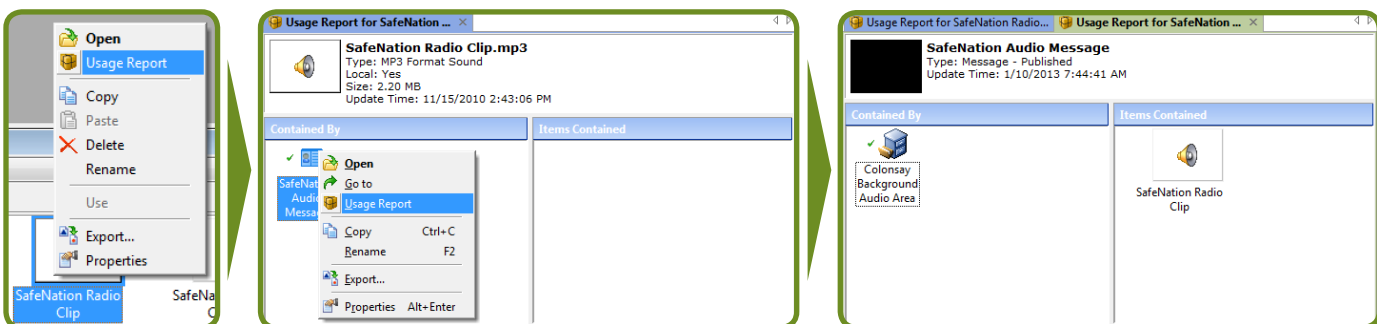 Open
Usage Report
Copy
Paste
Delete
Rename
Use
Export...
Properties
SafeNation Radio
Clip
SafeNa
C
Usage Report for SafeNation ...
SafeNation Radio Clip.mp3
Type: MP3 Format Sound
Local: Yes
Size: 2.20 MB
Update Time: 11/15/2010 2:43:06 PM
Contained By
Items Contained
SafeNat
Audio
Messa
Open
Go to
Usage Report
Copy Ctrl+C
Rename F2
Export...
Properties Alt+Enter
Usage Report for SafeNation Radio...
Usage Report for SafeNation ...
SafeNation Audio Message
Type: Message - Published
Update Time: 1/10/2013 7:44:41 AM
Contained By
Items Contained
Colonsay
Background
Audio Area
SafeNation Radio
Clip